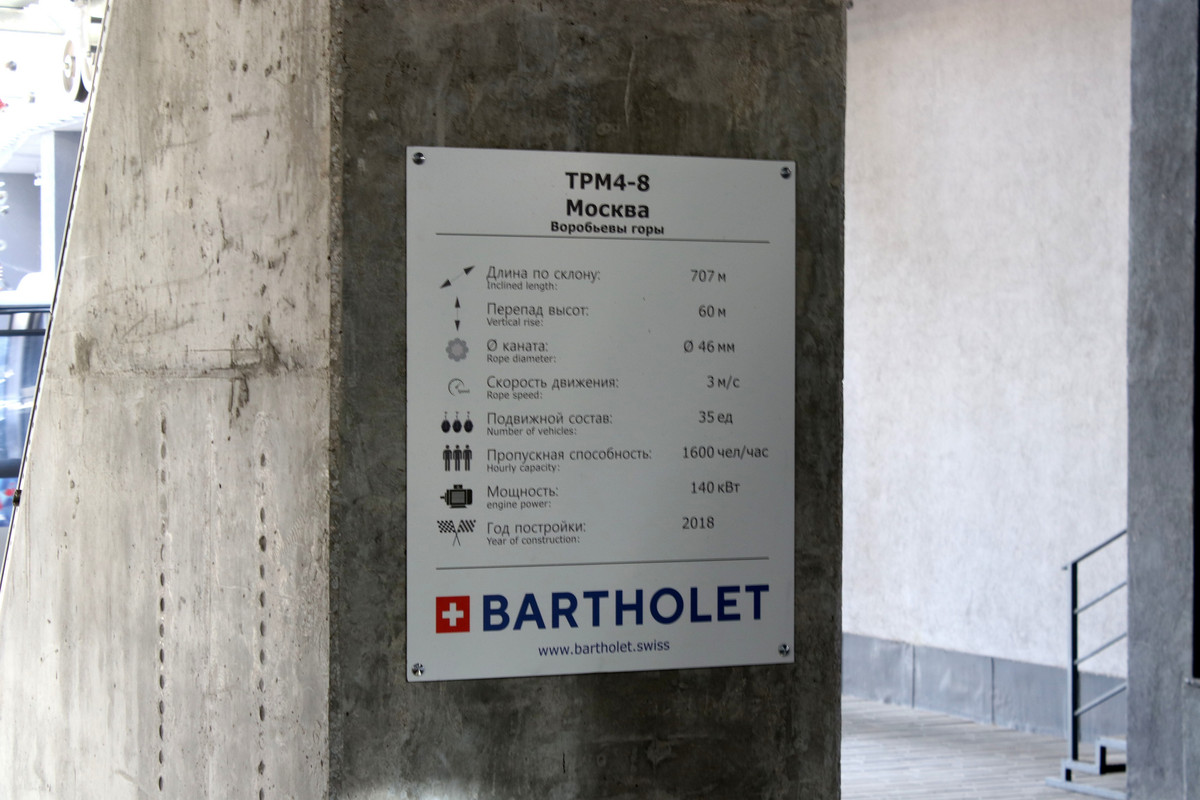 ТРМ4-8
Москва
Воробьевы горы
Длина по склону: 707 м
Inclined length:
Перепад высот: 60 м
Vertical rise:
Ø каната: Ø 46 мм
Rope diameter:
Скорость движения: 3 м/с
Rope speed:
Подвижной состав: 35 ед
Number of vehicles:
Пропускная способность: 1600 чел/час
Hourly capacity:
Мощность: 140 кВт
engine power:
Год постройки: 2018
Year of construction:
BARTHOLET
www.bartholet.swiss